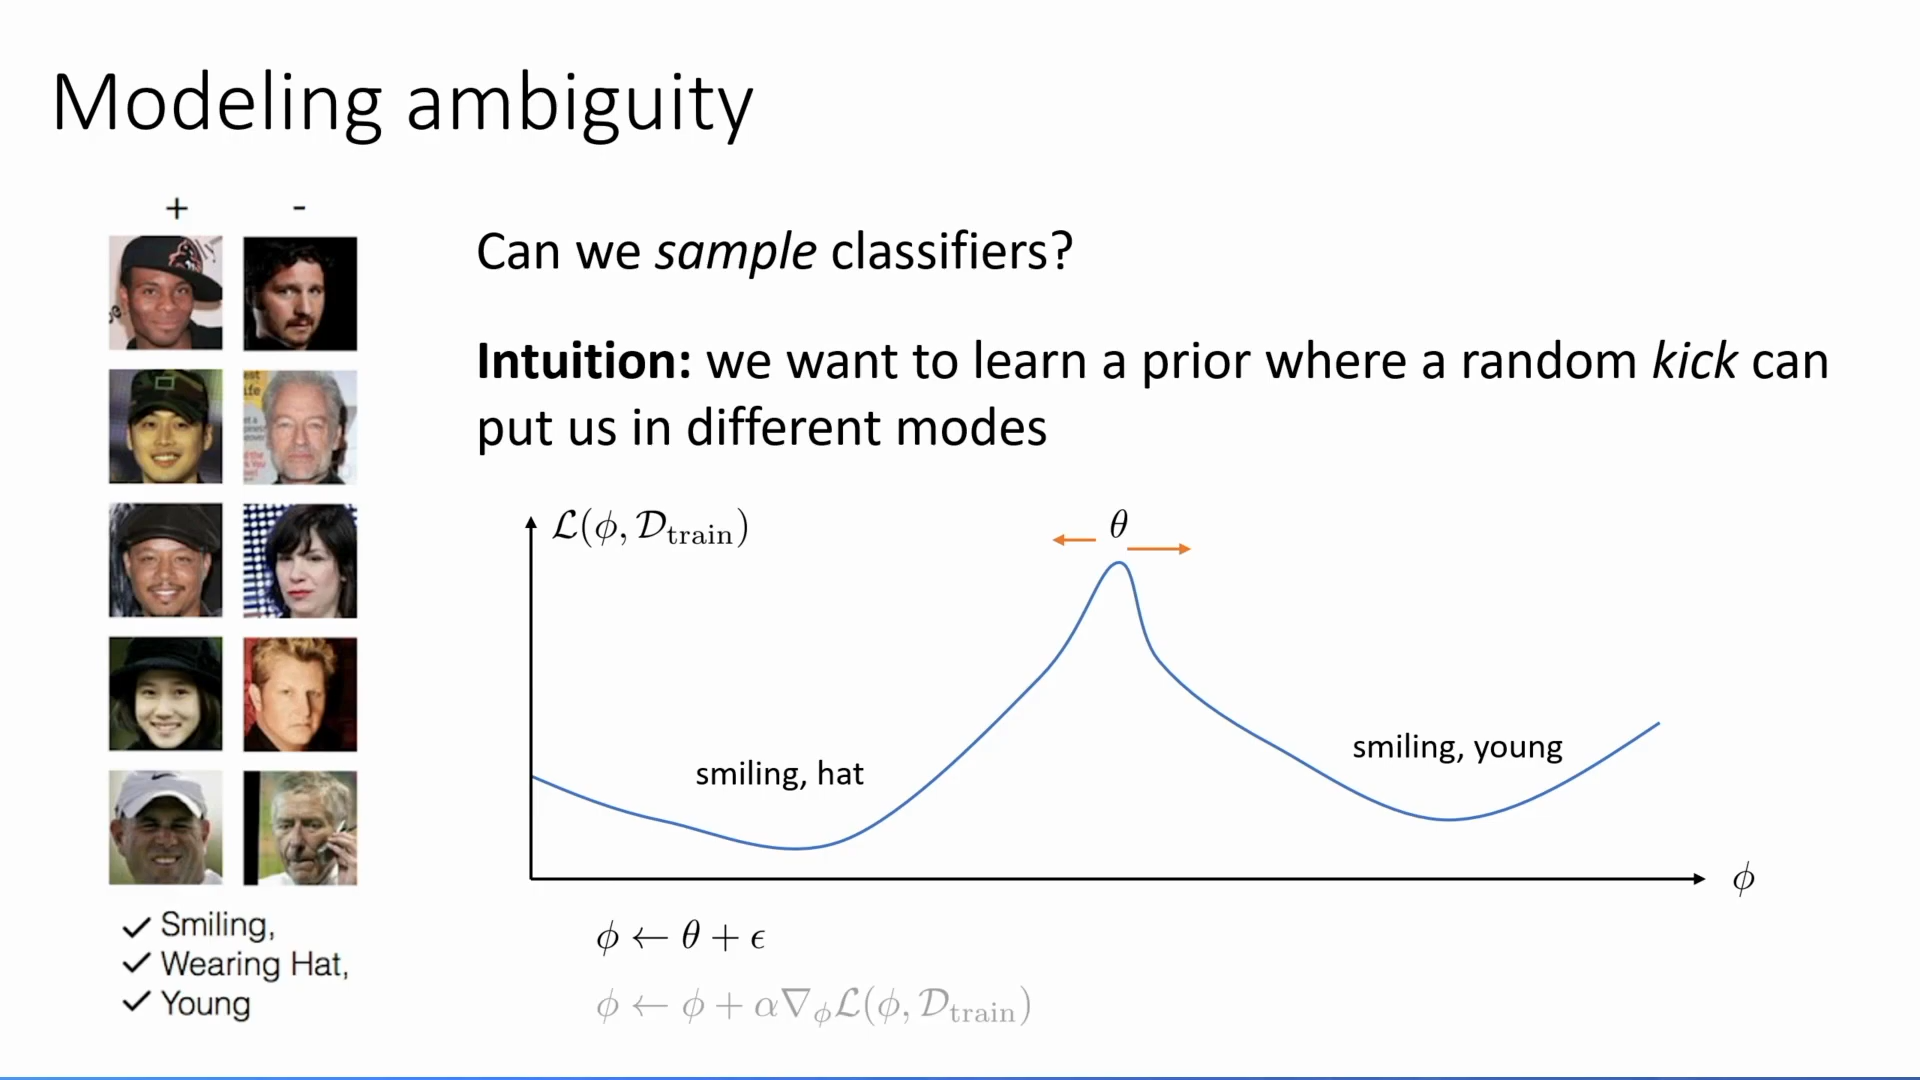 Modeling ambiguity
+ -
Can we sample classifiers?
Intuition: we want to learn a prior where a random kick can
put us in different modes
ℒ(ϕ, 𝒟train)
θ
smiling, hat
smiling, young
ϕ
ϕ ← θ + ϵ
ϕ ← ϕ + α∇ϕℒ(ϕ, 𝒟train)
✓ Smiling,
✓ Wearing Hat,
✓ Young